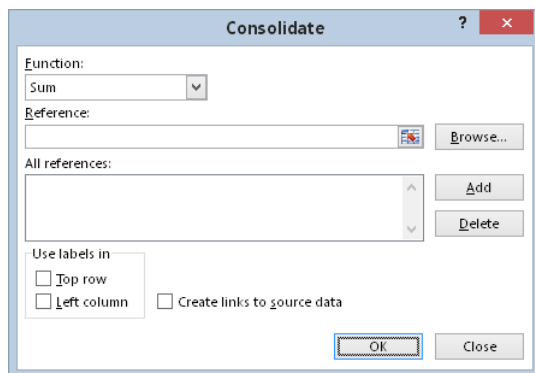 Consolidate ?
Function:
Sum
Reference:
Browse...
All references:
Add
Delete
Use labels in
Top row
Left column
Create links to source data
OK
Close